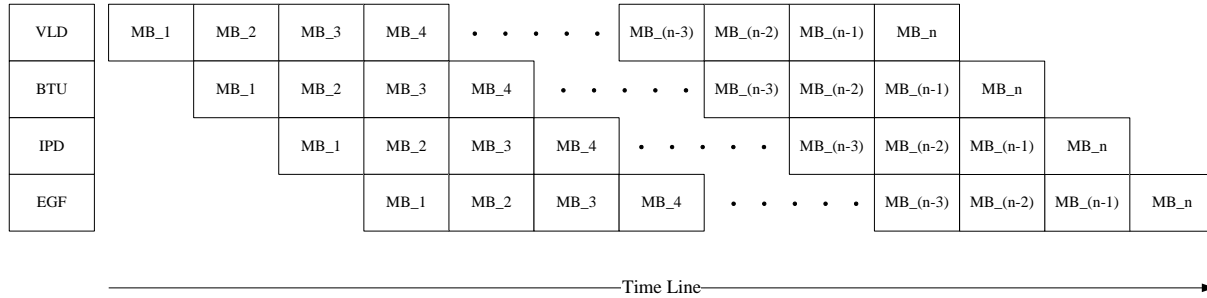 VLD MB_1 MB_2 MB_3 MB_4 . . . . . MB_(n-3) MB_(n-2) MB_(n-1) MB_n
BTU MB_1 MB_2 MB_3 MB_4 . . . . . MB_(n-3) MB_(n-2) MB_(n-1) MB_n
IPD MB_1 MB_2 MB_3 MB_4 . . . . . MB_(n-3) MB_(n-2) MB_(n-1) MB_n
EGF MB_1 MB_2 MB_3 MB_4 . . . . . MB_(n-3) MB_(n-2) MB_(n-1) MB_n
Time Line